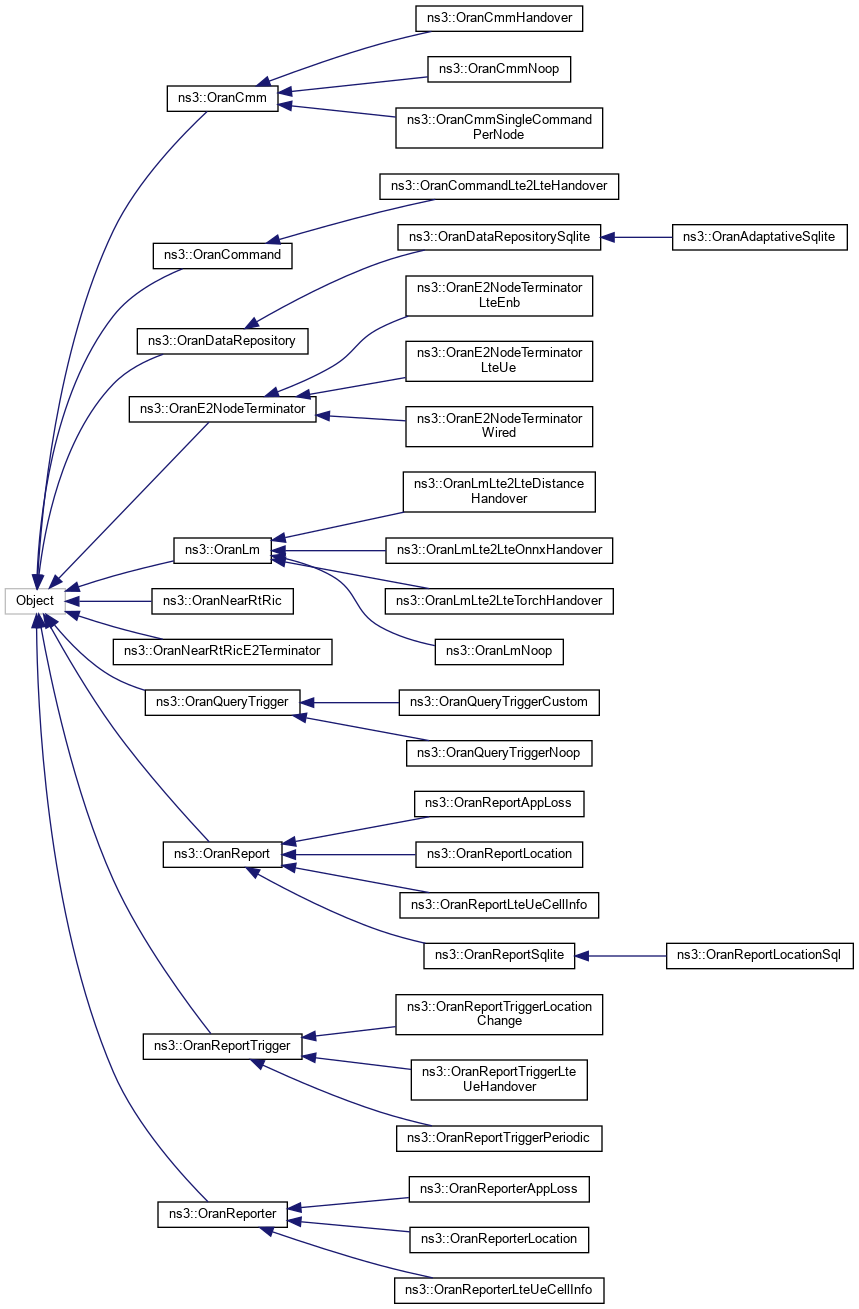 ns3::OranCmmHandover
ns3::OranCmmNoop
ns3::OranCmm
ns3::OranCmmSingleCommand
PerNode
ns3::OranCommandLte2LteHandover
ns3::OranCommand
ns3::OranDataRepositorySqlite
ns3::OranAdaptativeSqlite
ns3::OranE2NodeTerminator
LteEnb
ns3::OranDataRepository
ns3::OranE2NodeTerminator
LteUe
ns3::OranE2NodeTerminator
ns3::OranE2NodeTerminator
Wired
ns3::OranLmLte2LteDistance
Handover
ns3::OranLm
ns3::OranLmLte2LteOnnxHandover
Object
ns3::OranNearRtRic
ns3::OranLmLte2LteTorchHandover
ns3::OranNearRtRicE2Terminator
ns3::OranLmNoop
ns3::OranQueryTrigger
ns3::OranQueryTriggerCustom
ns3::OranQueryTriggerNoop
ns3::OranReportAppLoss
ns3::OranReport
ns3::OranReportLocation
ns3::OranReportLteUeCellInfo
ns3::OranReportSqlite
ns3::OranReportLocationSql
ns3::OranReportTriggerLocation
Change
ns3::OranReportTrigger
ns3::OranReportTriggerLte
UeHandover
ns3::OranReportTriggerPeriodic
ns3::OranReporterAppLoss
ns3::OranReporter
ns3::OranReporterLocation
ns3::OranReporterLteUeCellInfo